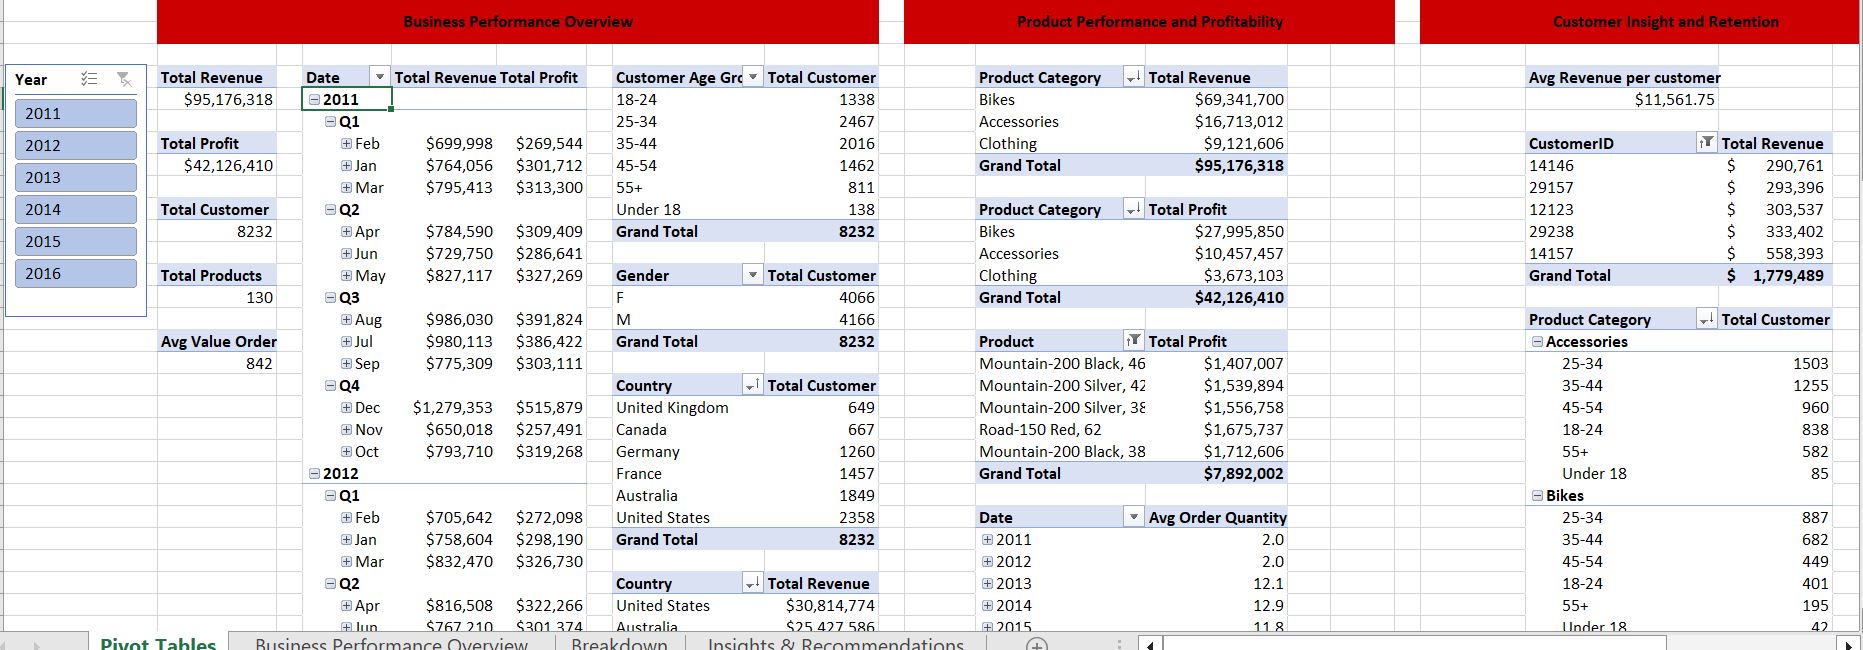 Business Performance Overview
Product Performance and Profitability
Customer Insight and Retention
Year
2011
2012
2013
2014
2015
2016
Total Revenue
$95,176,318
Total Profit
$42,126,410
Total Customer
8232
Total Products
130
Avg Value Order
842
Date Total Revenue Total Profit
2011
Q1
Feb $699,998 $269,544
Jan $764,056 $301,712
Mar $795,413 $313,300
Q2
Apr $784,590 $309,409
Jun $729,750 $286,641
May $827,117 $327,269
Q3
Aug $986,030 $391,824
Jul $980,113 $386,422
Sep $775,309 $303,111
Q4
Dec $1,279,353 $515,879
Nov $650,018 $257,491
Oct $793,710 $319,268
2012
Q1
Feb $705,642 $272,098
Jan $758,604 $298,190
Mar $832,470 $326,730
Q2
Apr $816,508 $322,266
Jun $767,210 $301,374
Customer Age Gro Total Customer
18-24 1338
25-34 2467
35-44 2016
45-54 1462
55+ 811
Under 18 138
Grand Total 8232
Gender Total Customer
F 4066
M 4166
Grand Total 8232
Country Total Customer
United Kingdom 649
Canada 667
Germany 1260
France 1457
Australia 1849
United States 2358
Grand Total 8232
Country Total Revenue
United States $30,814,774
Australia $25,427,586
Product Category Total Revenue
Bikes $69,341,700
Accessories $16,713,012
Clothing $9,121,606
Grand Total $95,176,318
Product Category Total Profit
Bikes $27,995,850
Accessories $10,457,457
Clothing $3,673,103
Grand Total $42,126,410
Product Total Profit
Mountain-200 Black, 46 $1,407,007
Mountain-200 Silver, 42 $1,539,894
Mountain-200 Silver, 38 $1,556,758
Road-150 Red, 62 $1,675,737
Mountain-200 Black, 38 $1,712,606
Grand Total $7,892,002
Date Avg Order Quantity
2011 2.0
2012 2.0
2013 12.1
2014 12.9
2015 11.8
Avg Revenue per customer
$11,561.75
CustomerID Total Revenue
14146 $ 290,761
29157 $ 293,396
12123 $ 303,537
29238 $ 333,402
14157 $ 558,393
Grand Total $ 1,779,489
Product Category Total Customer
Accessories
25-34 1503
35-44 1255
45-54 960
18-24 838
55+ 582
Under 18 85
Bikes
25-34 887
35-44 682
45-54 449
18-24 401
55+ 195
Under 18 42
Pivot Tables
Business Performance Overview
Breakdown
Insights & Recommendations